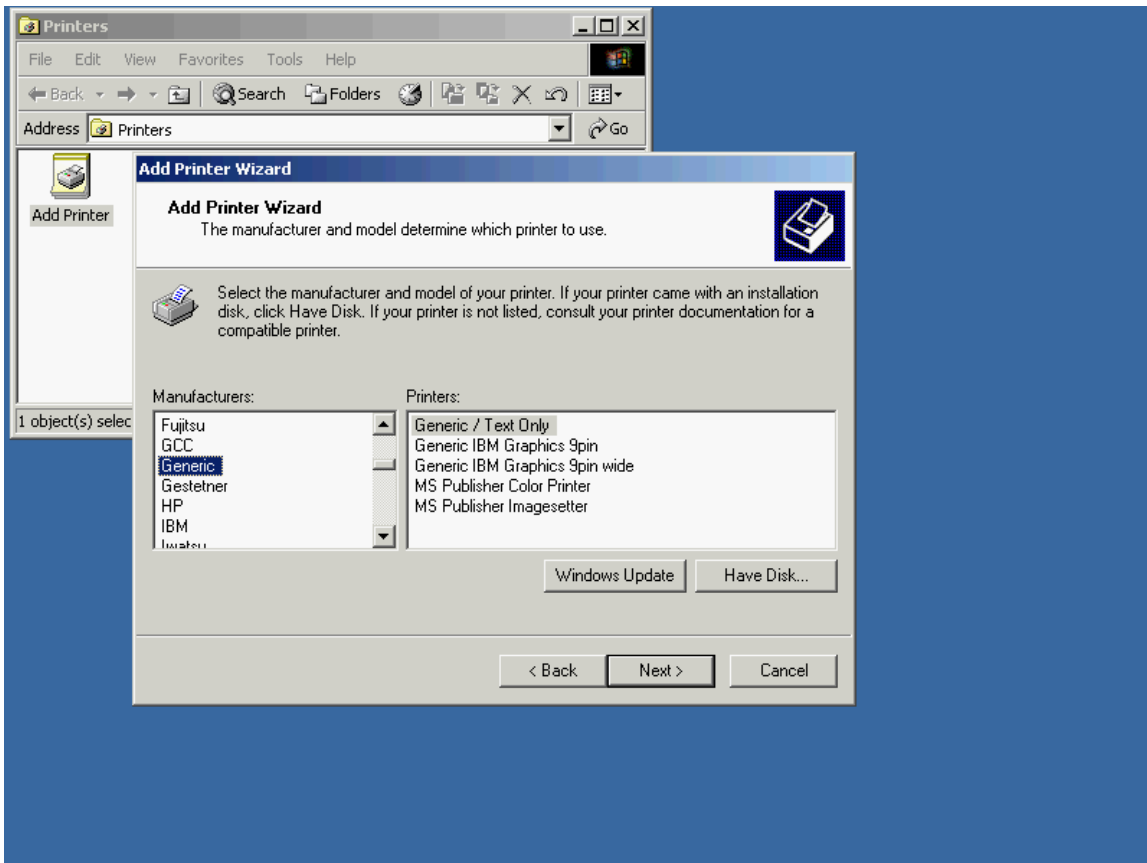 Printers
File Edit View Favorites Tools Help
Back Search Folders
Address Printers Go
Add Printer
1 object(s) selec
Add Printer Wizard
Add Printer Wizard
The manufacturer and model determine which printer to use.
Select the manufacturer and model of your printer. If your printer came with an installation
disk, click Have Disk. If your printer is not listed, consult your printer documentation for a
compatible printer.
Manufacturers:
Fujitsu
GCC
Generic
Gestetner
HP
IBM
Iwatsu
Printers:
Generic / Text Only
Generic IBM Graphics 9pin
Generic IBM Graphics 9pin wide
MS Publisher Color Printer
MS Publisher Imagesetter
Windows Update Have Disk...
< Back Next > Cancel